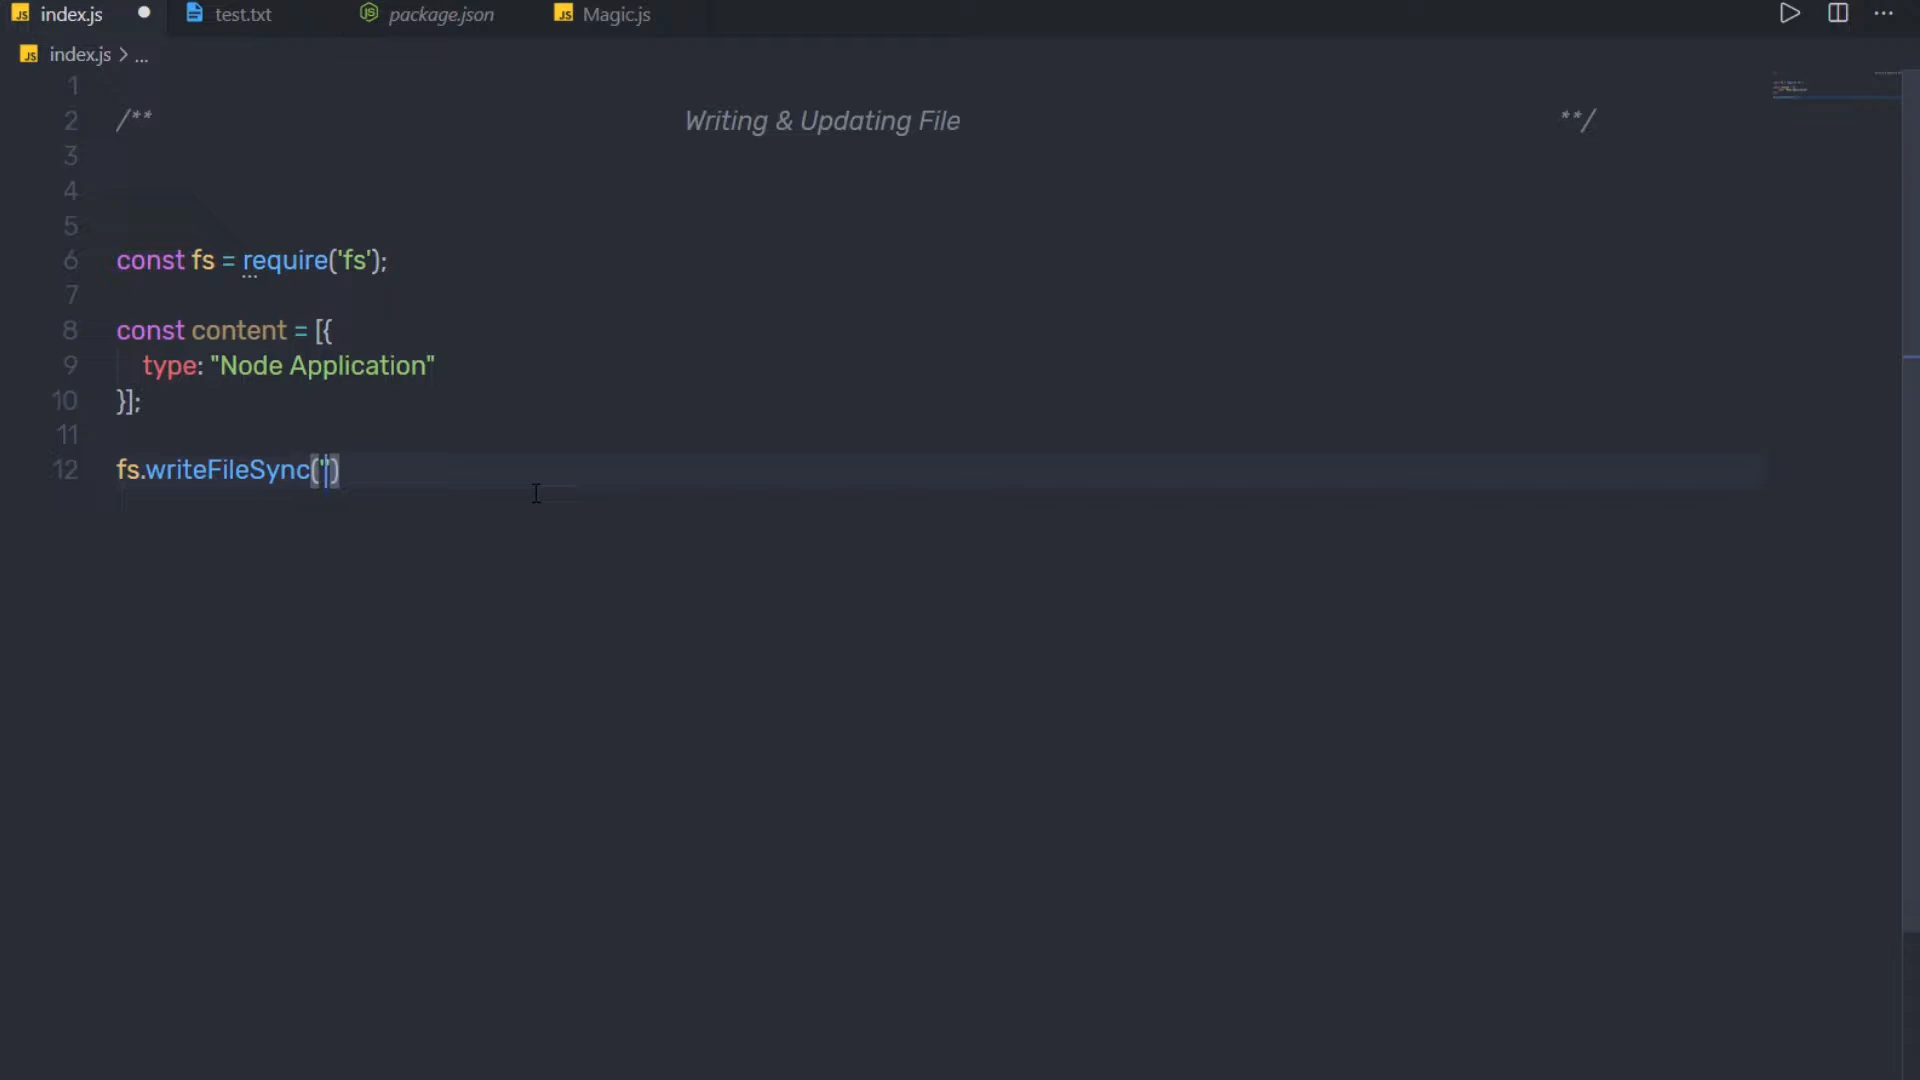 index.js test.txt package.json Magic.js
index.js > ...
1
2 /** Writing & Updating File **/
3
4
5
6 const fs = require('fs');
7
8 const content = [{
9 type: "Node Application"
10 }];
11
12 fs.writeFileSync('')